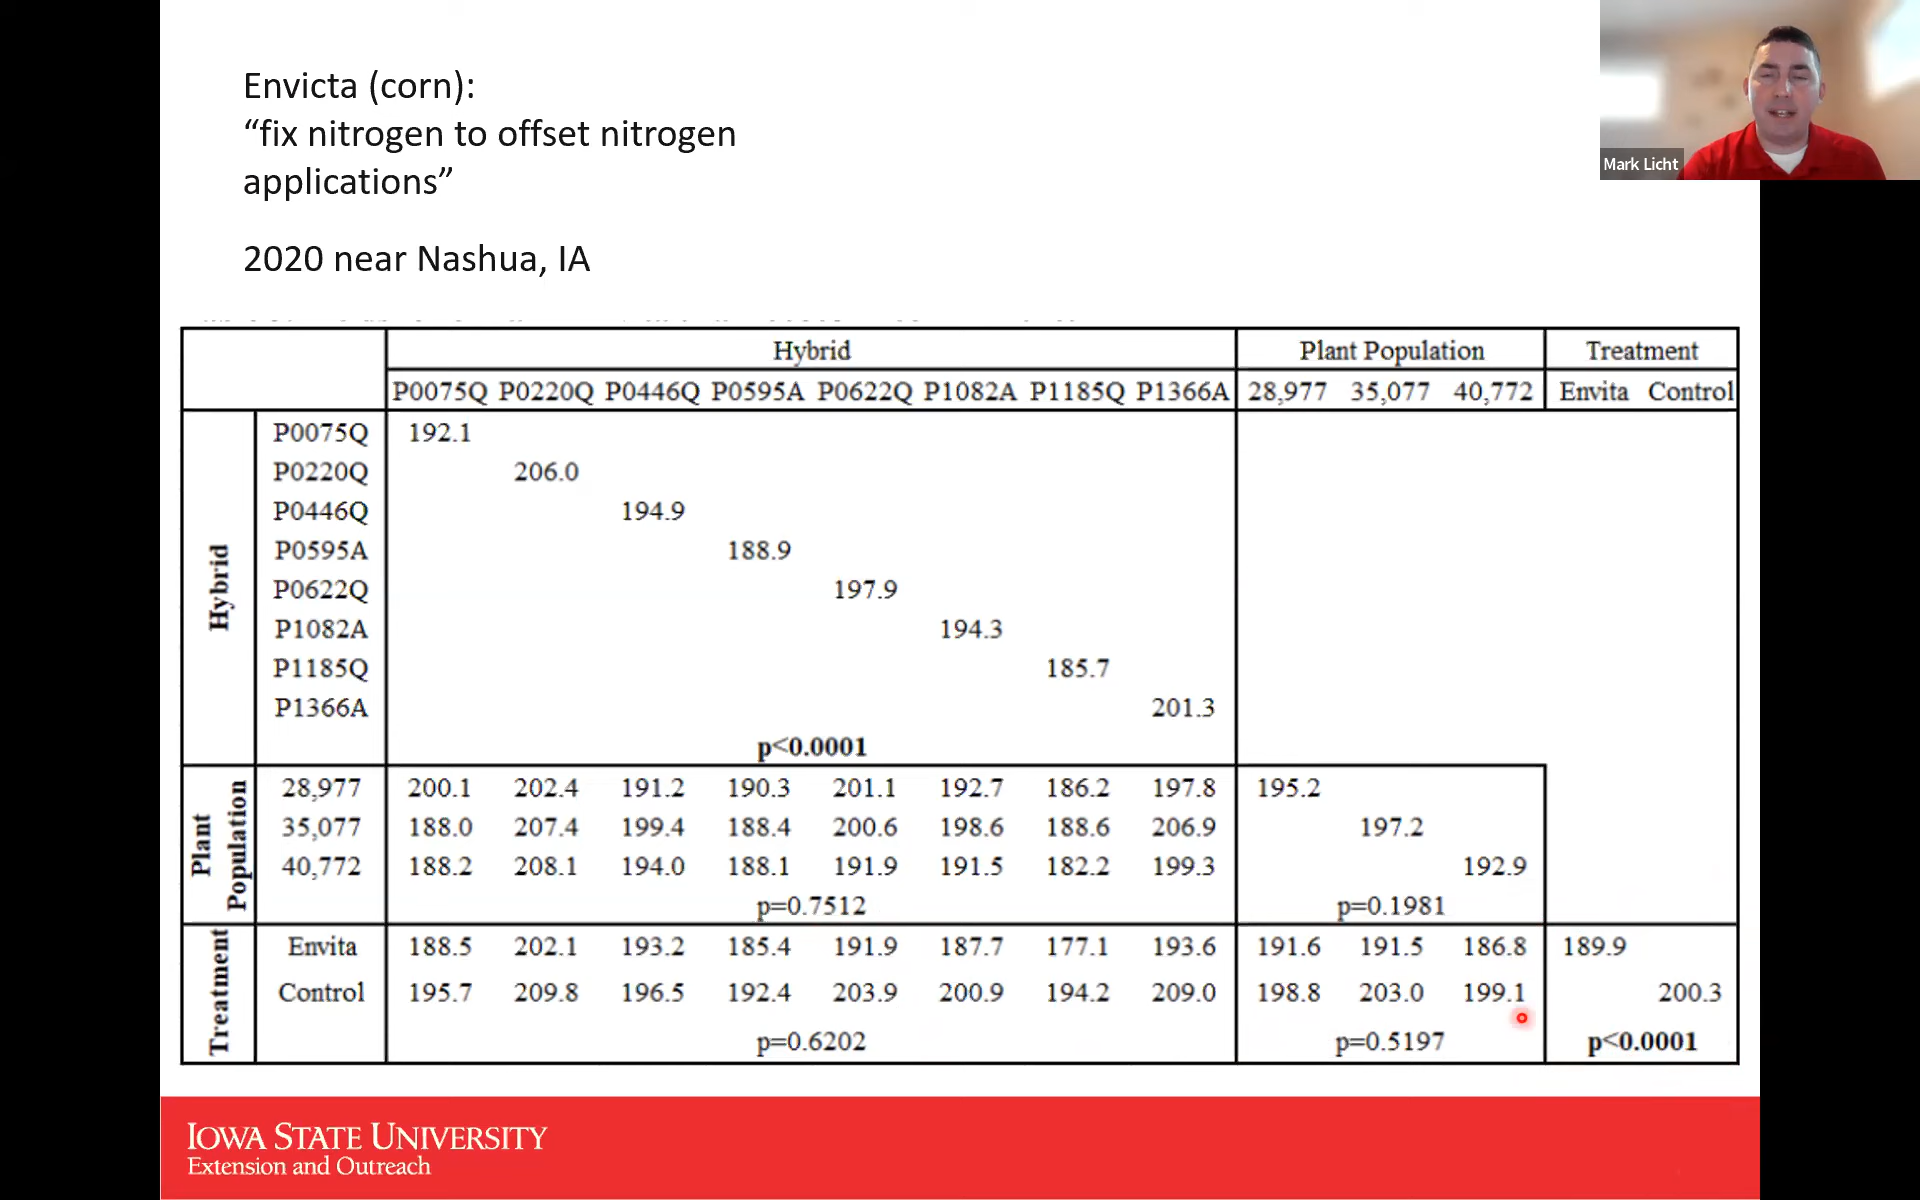 Envicta (corn):
“fix nitrogen to offset nitrogen
applications”
2020 near Nashua, IA
Mark Licht
Hybrid Plant Population Treatment
P0075Q P0220Q P0446Q P0595A P0622Q P1082A P1185Q P1366A 28,977 35,077 40,772 Envita Control
Hybrid
P0075Q 192.1
P0220Q 206.0
P0446Q 194.9
P0595A 188.9
P0622Q 197.9
P1082A 194.3
P1185Q 185.7
P1366A 201.3
p<0.0001
Plant
Population
28,977 200.1 202.4 191.2 190.3 201.1 192.7 186.2 197.8 195.2
35,077 188.0 207.4 199.4 188.4 200.6 198.6 188.6 206.9 197.2
40,772 188.2 208.1 194.0 188.1 191.9 191.5 182.2 199.3 192.9
p=0.7512 p=0.1981
Treatment
Envita 188.5 202.1 193.2 185.4 191.9 187.7 177.1 193.6 191.6 191.5 186.8 189.9
Control 195.7 209.8 196.5 192.4 203.9 200.9 194.2 209.0 198.8 203.0 199.1 200.3
p=0.6202 p=0.5197 p<0.0001
IOWA STATE UNIVERSITY
Extension and Outreach